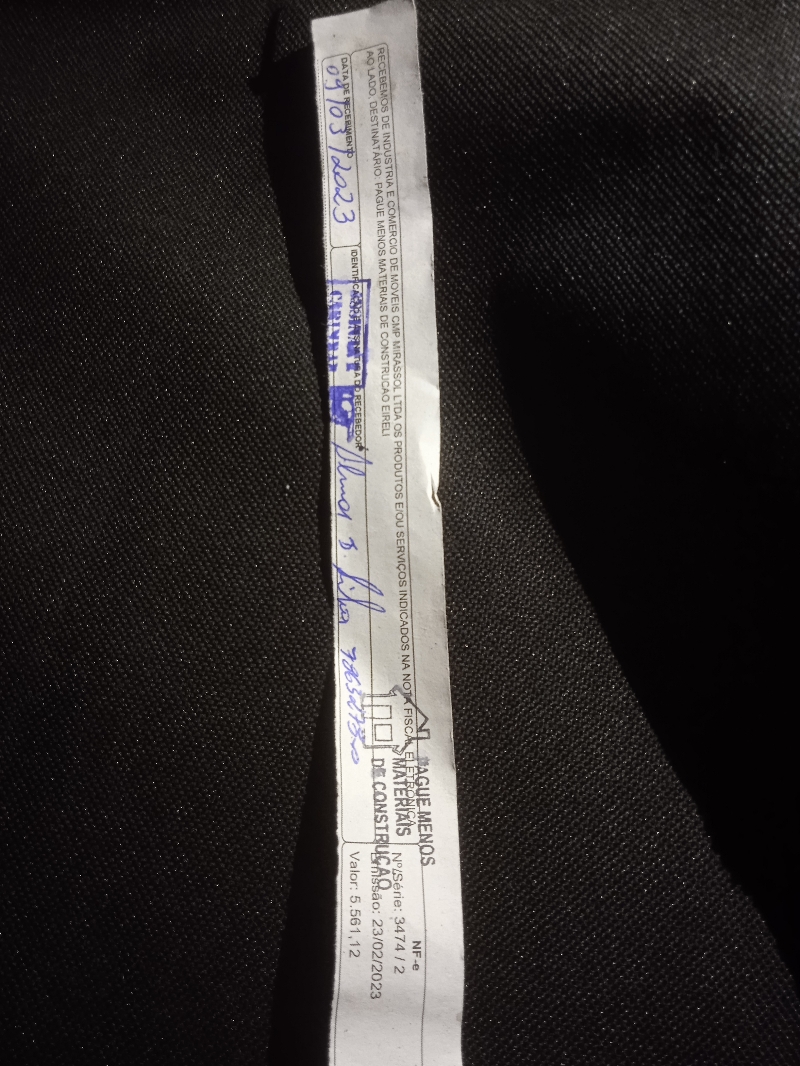 RECEBEMOS DE INDUSTRIA E COMERCIO DE MOVEIS CMP MIRASSOL LTDA OS PRODUTOS E/OU SERVIÇOS INDICADOS NA NOTA FISCAL ELETRÔNICA
AO LADO. DESTINATÁRIO: PAGUE MENOS MATERIAIS DE CONSTRUCAO EIRELI
DATA DE RECEBIMENTO
09/03/2023
IDENTIFICAÇÃO E ASSINATURA DO RECEBEDOR
Silva
PAGUE MENOS
MATERIAIS
DE CONSTRUÇÃO
NF-e
Nº/Série: 3474 / 2
Emissão: 23/02/2023
Valor: 5.561,12